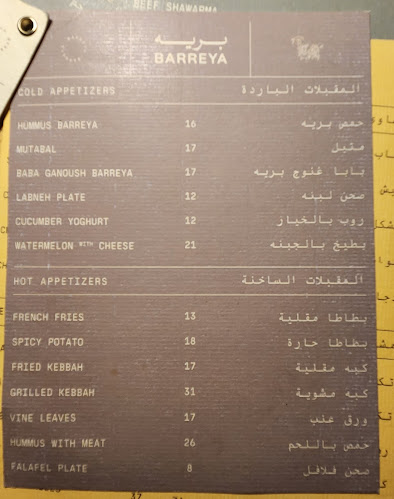 BEEF SHAWARMA
بريه
BARREYA
COLD APPETIZERS المقبلات الباردة
HUMMUS BARREYA 16 حمص بريه
MUTABAL 17 متبل
BABA GANOUSH BARREYA 17 بابا غنوج بريه
LABNEH PLATE 12 صحن لبنه
CUCUMBER YOGHURT 12 روب بالخيار
WATERMELON WITH CHEESE 21 بطيخ بالجبنه
HOT APPETIZERS المقبلات الساخنة
FRENCH FRIES 13 بطاطا مقلية
SPICY POTATO 18 بطاطا حارة
FRIED KEBBAH 17 كبه مقلية
GRILLED KEBBAH 31 كبه مشوية
VINE LEAVES 17 ورق عنب
HUMMUS WITH MEAT 26 حمص باللحم
FALAFEL PLATE 8 صحن فلافل